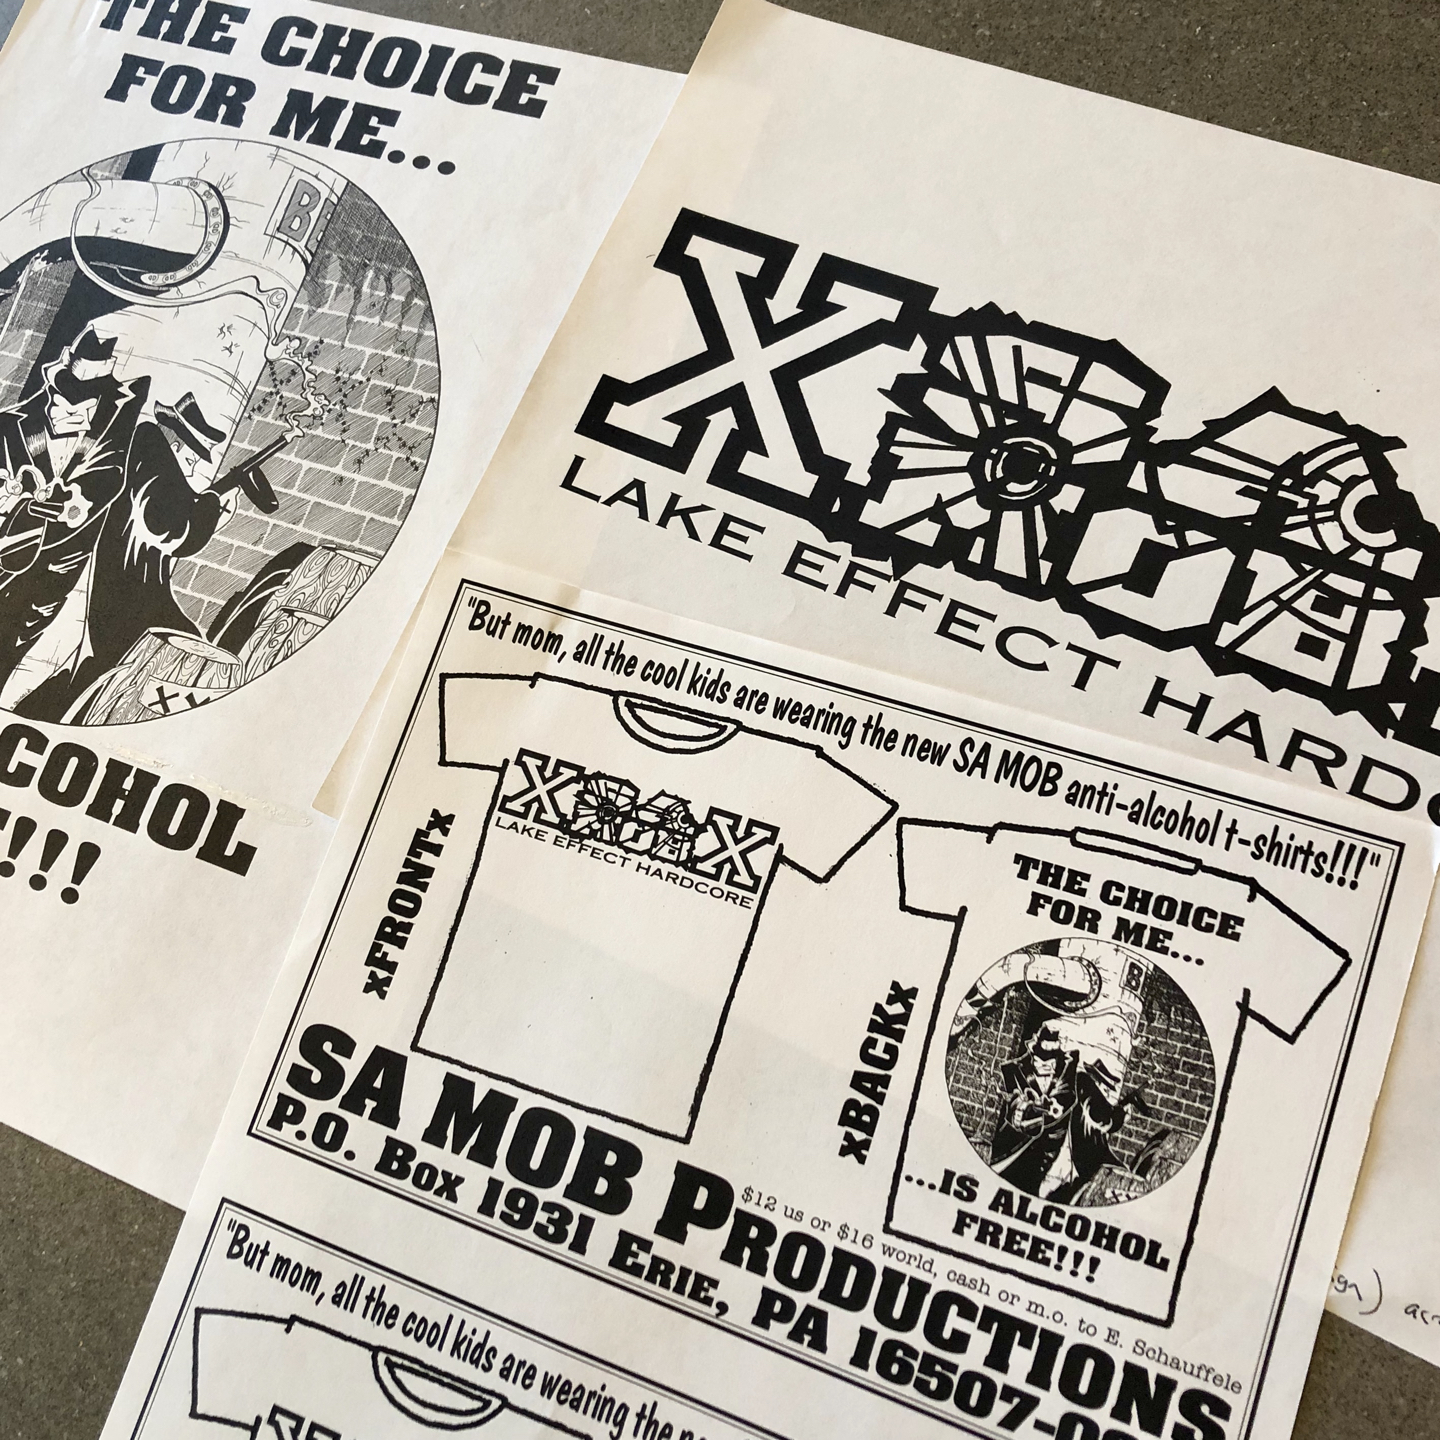 THE CHOICE
FOR ME...
BE
COHOL
!!!
X
LAKE EFFECT HARDCO
"But mom, all the cool kids are wearing the new SA MOB anti-alcohol t-shirts!!!"
X X
LAKE EFFECT HARDCORE
xFRONTx
THE CHOICE
FOR ME...
B
...IS ALCOHOL
FREE!!!
xBACKx
SA MOB PRODUCTIONS
$12 us or $16 world, cash or m.o. to E. Schauffele
P.O. BOX 1931 ERIE, PA 16507-0
"But mom, all the cool kids are wearing the